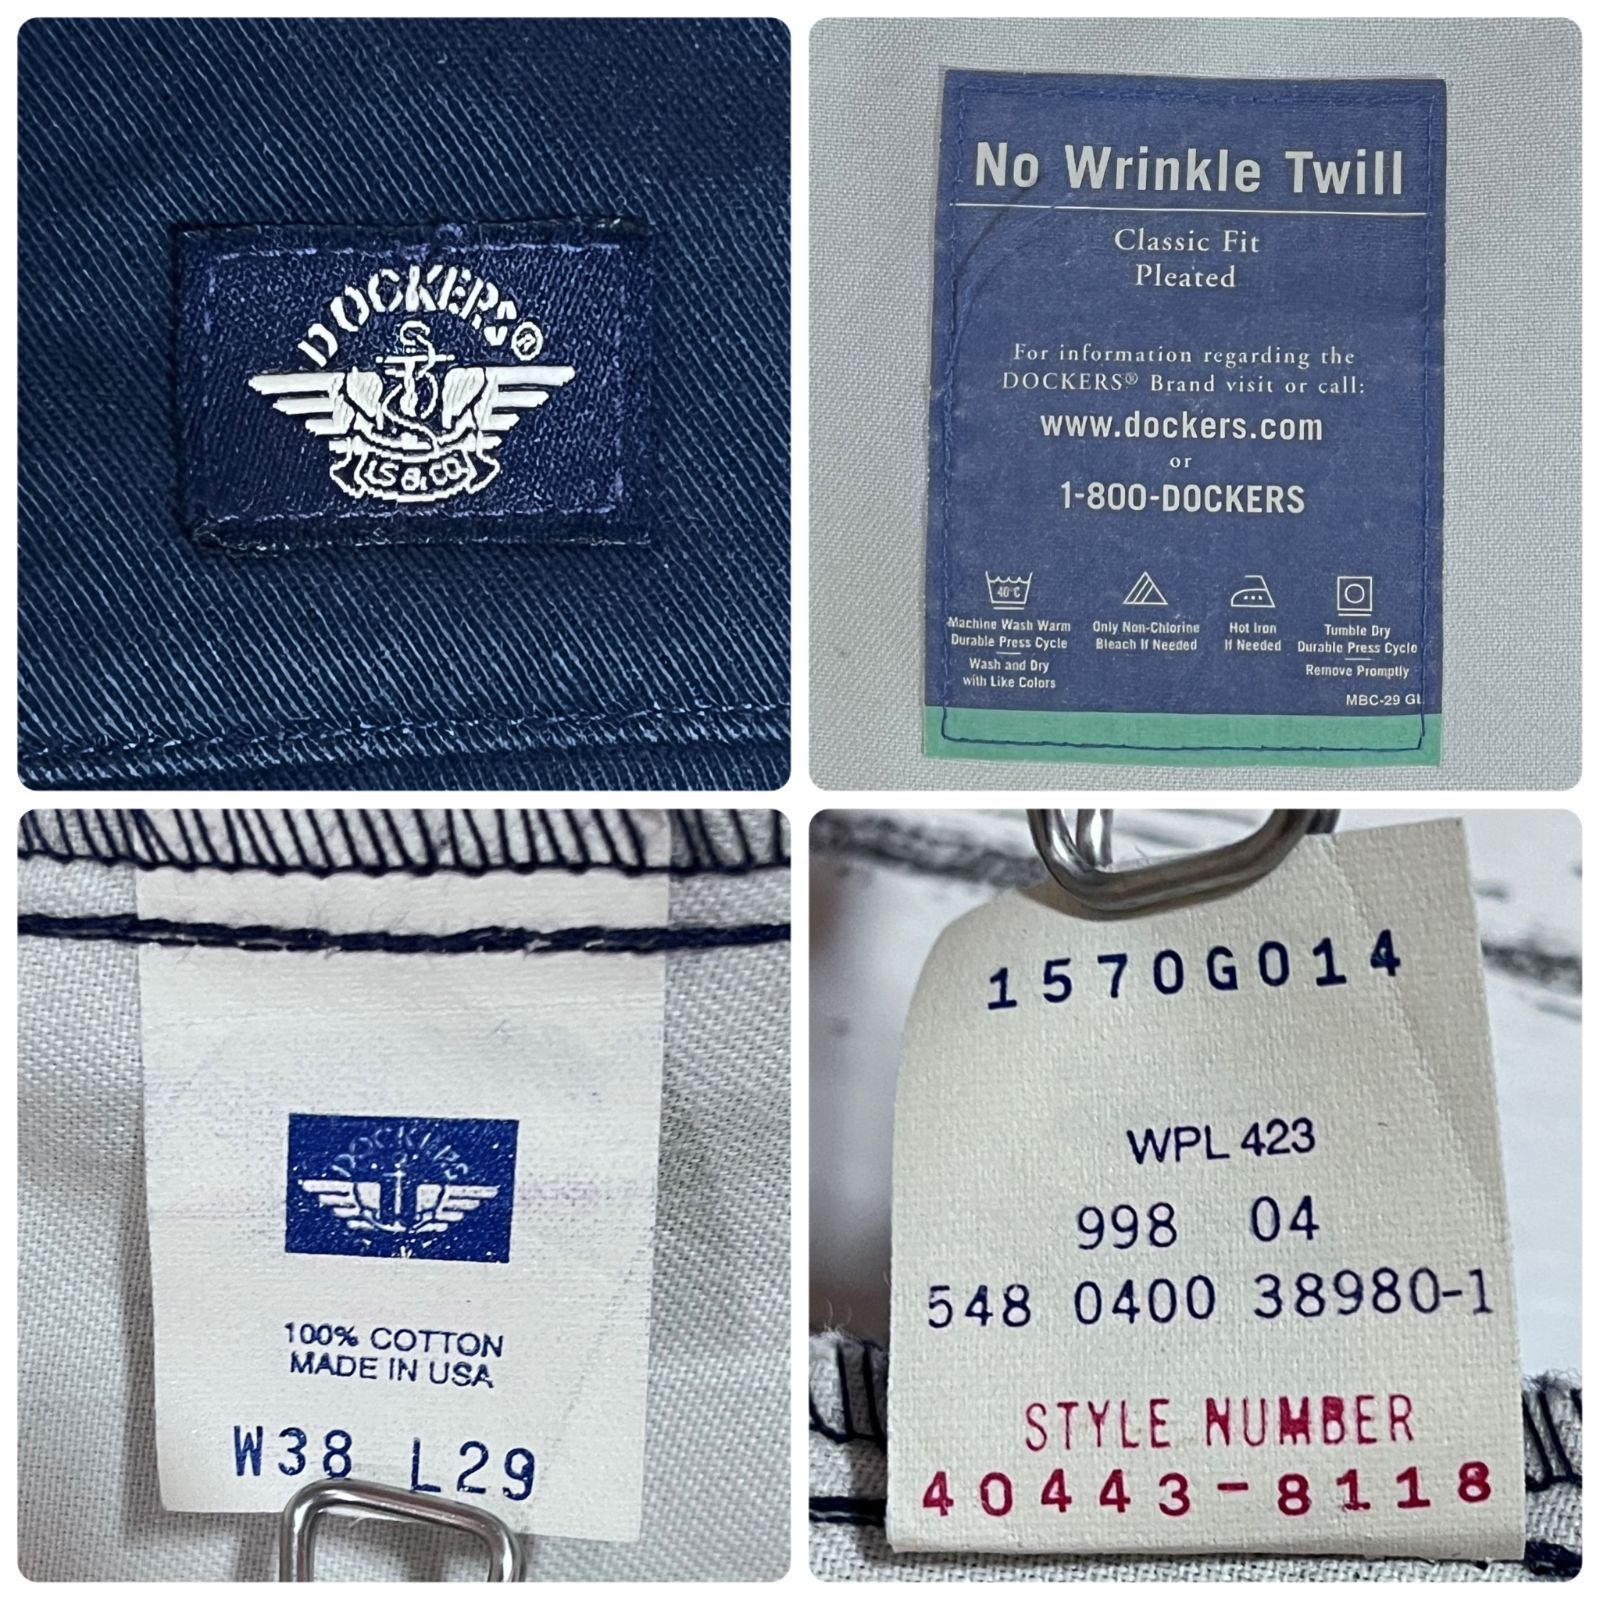 DOCKERS®
LS & CO.
No Wrinkle Twill
Classic Fit
Pleated
For information regarding the
DOCKERS® Brand visit or call:
www.dockers.com
or
1-800-DOCKERS
40°C
Machine Wash Warm
Durable Press Cycle
Wash and Dry
with Like Colors
Only Non-Chlorine
Bleach If Needed
Hot Iron
If Needed
Tumble Dry
Durable Press Cycle
Remove Promptly
MBC-29 GL
DOCKERS
100% COTTON
MADE IN USA
W38 L29
1570G014
WPL 423
998 04
548 0400 38980-1
STYLE NUMBER
40443-8118